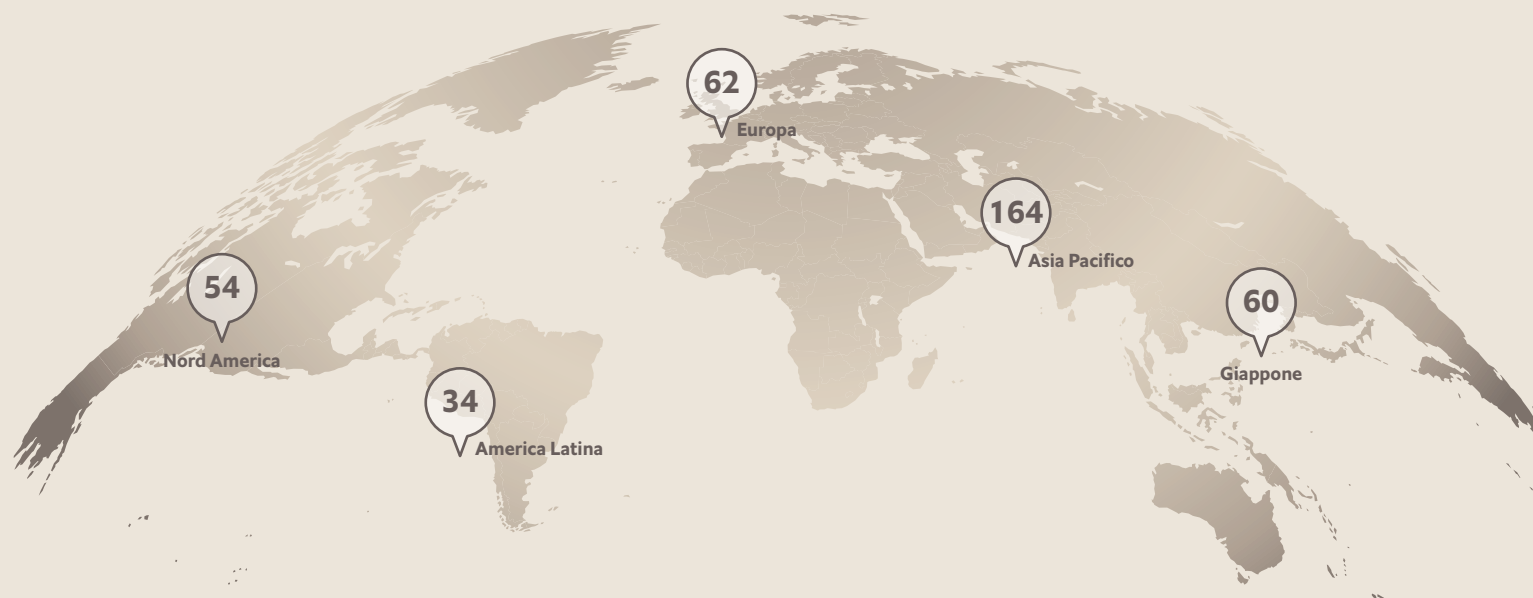 62
Europa
164
Asia Pacifico
54
Nord America
60
Giappone
34
America Latina